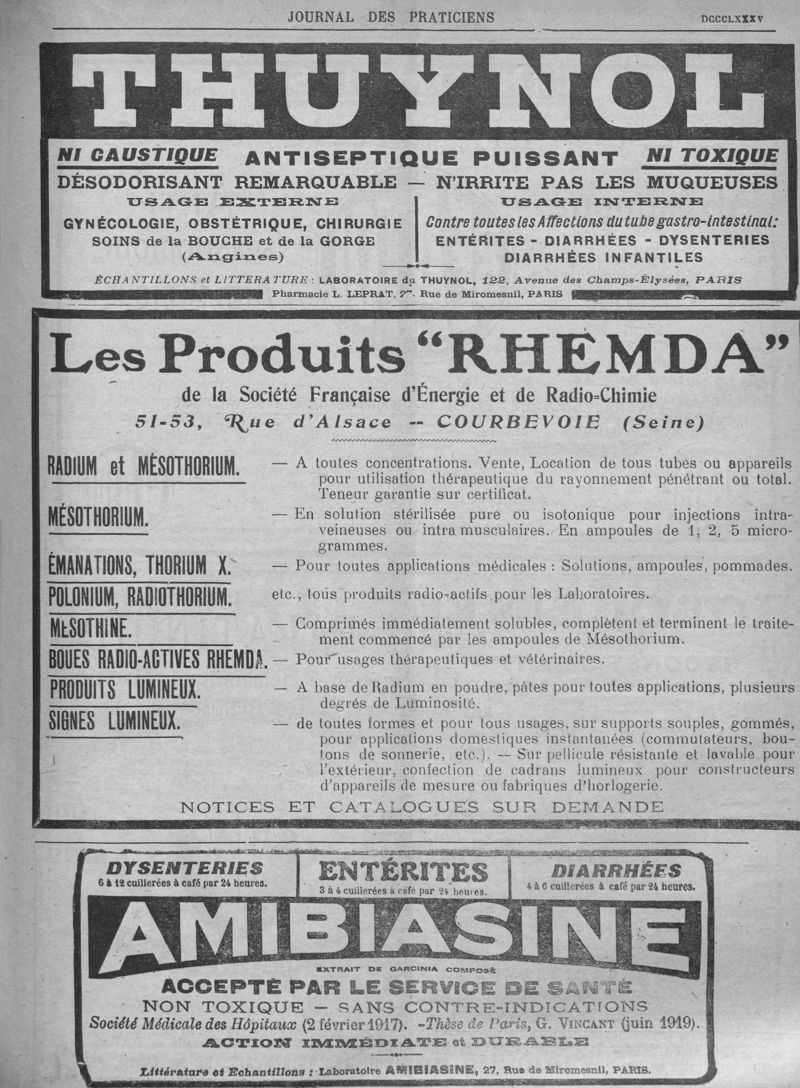 JOURNAL DES PRATICIENS
DCCCLXXXV
THUYNOL
NI CAUSTIQUE
ANTISEPTIQUE PUISSANT
NI TOXIQUE
DÉSODORISANT REMARQUABLE — N'IRRITE PAS LES MUQUEUSES
USAGE EXTERNE
GYNÉCOLOGIE, OBSTÉTRIQUE, CHIRURGIE
SOINS de la BOUCHE et de la GORGE
(Angines)
USAGE INTERNE
Contre toutes les Affections du tube gastro-intestinal:
ENTÉRITES - DIARRHÉES - DYSENTERIES
DIARRHÉES INFANTILES
ÉCHANTILLONS et LITTERATURE : LABORATOIRE du THUYNOL, 122, Avenue des Champs-Élysées, PARIS
Pharmacie L. LEPRAT, Rue de Miromesnil, PARIS
Les Produits "RHEMDA"
de la Société Française d'Énergie et de Radio-Chimie
51-53, Rue d'Alsace -- COURBEVOIE (Seine)
RADIUM et MÉSOTHORIUM. — A toutes concentrations. Vente, Location de tous tubes ou appareils
pour utilisation thérapeutique du rayonnement pénétrant ou total.
Teneur garantie sur certificat.
MÉSOTHORIUM. — En solution stérilisée pure ou isotonique pour injections intra-
veineuses ou intra musculaires. En ampoules de 1, 2, 5 micro-
grammes.
ÉMANATIONS, THORIUM X. — Pour toutes applications médicales : Solutions, ampoules, pommades.
POLONIUM, RADIOTHORIUM. etc., tous produits radio-actifs pour les Laboratoires.
MÉSOTHINE. — Comprimés immédiatement solubles, complètent et terminent le traite-
ment commencé par les ampoules de Mésothorium.
BOUES RADIO-ACTIVES RHEMDA. — Pour usages thérapeutiques et vétérinaires.
PRODUITS LUMINEUX. — A base de Radium en poudre, pâtes pour toutes applications, plusieurs
degrés de Luminosité.
SIGNES LUMINEUX. — de toutes formes et pour tous usages, sur supports souples, gommés,
pour applications domestiques instantanées (commutateurs, bou-
tons de sonnerie, etc.). — Sur pellicule résistante et lavable pour
l'extérieur, confection de cadrans lumineux pour constructeurs
d'appareils de mesure ou fabriques d'horlogerie.
NOTICES ET CATALOGUES SUR DEMANDE
DYSENTERIES
6 à 12 cuillerées à café par 24 heures.
ENTÉRITES
3 à 4 cuillerées à café par 24 heures.
DIARRHÉES
4 à 6 cuillerées à café par 24 heures.
AMIBIASINE
EXTRAIT DE GARCINIA COMPOSÉ
ACCEPTÉ PAR LE SERVICE DE SANTÉ
NON TOXIQUE — SANS CONTRE-INDICATIONS
Société Médicale des Hôpitaux (2 février 1917). -Thèse de Paris, G. VINCANT (juin 1919).
ACTION IMMÉDIATE et DURABLE
Littérature et Echantillons : Laboratoire AMIBIASINE, 27, Rue de Miromesnil, PARIS.